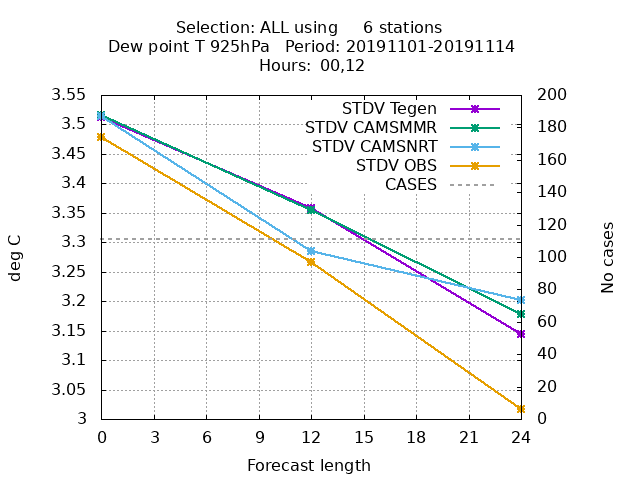 Selection: ALL using     6 stations
Dew point T 925hPa   Period: 20191101-20191114
Hours: 00,12
3.55
3.5
3.45
3.4
3.35
3.3
3.25
3.2
3.15
3.1
3.05
3
deg C
STDV Tegen
STDV CAMSMMR
STDV CAMSNRT
STDV OBS
CASES
200
180
160
140
120
100
80
60
40
20
0
No cases
0 3 6 9 12 15 18 21 24
Forecast length